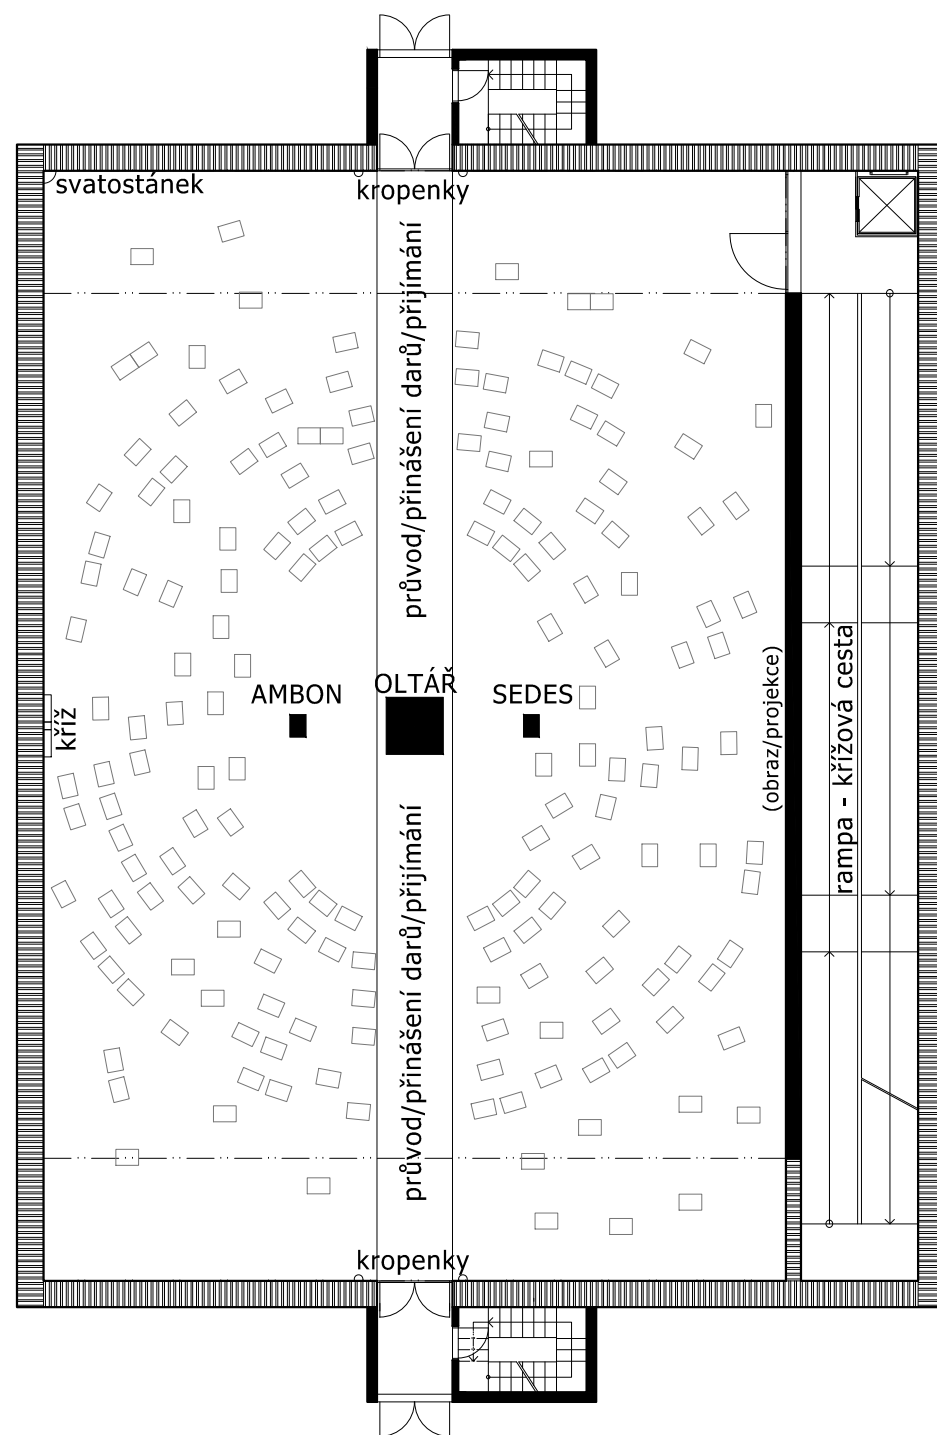 svatostánek
kropenky
průvod/přinášení darů/přijímání
AMBON
OLTÁŘ
SEDES
kříž
(obraz/projekce)
rampa - křížová cesta
průvod/přinášení darů/přijímání
kropenky